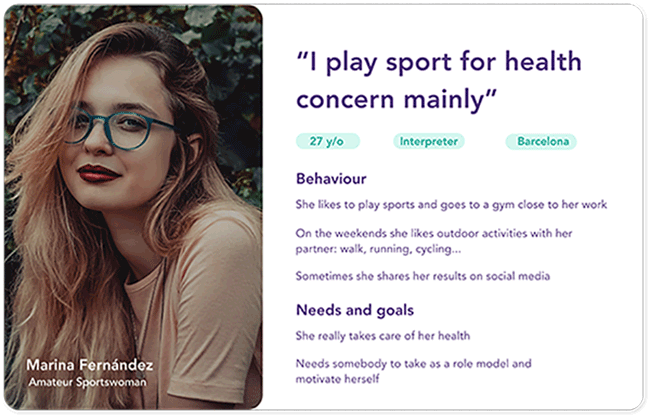 “I play sport for health
concern mainly”
27 y/o
Interpreter
Barcelona
Behaviour
She likes to play sports and goes to a gym close to her work
On the weekends she likes outdoor activities with her
partner: walk, running, cycling...
Sometimes she shares her results on social media
Needs and goals
She really takes care of her health
Needs somebody to take as a role model and
motivate herself
Marina Fernández
Amateur Sportswoman